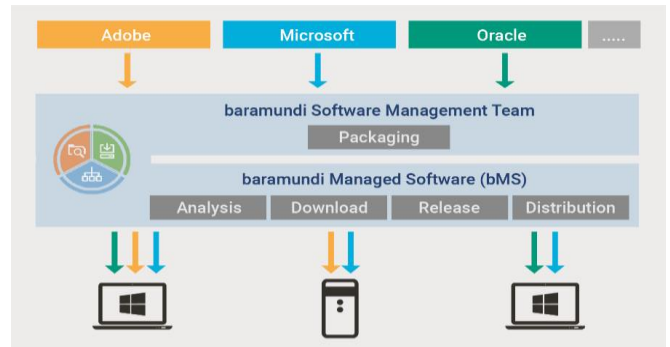 Adobe Microsoft Oracle .....
baramundi Software Management Team
Packaging
baramundi Managed Software (bMS)
Analysis Download Release Distribution